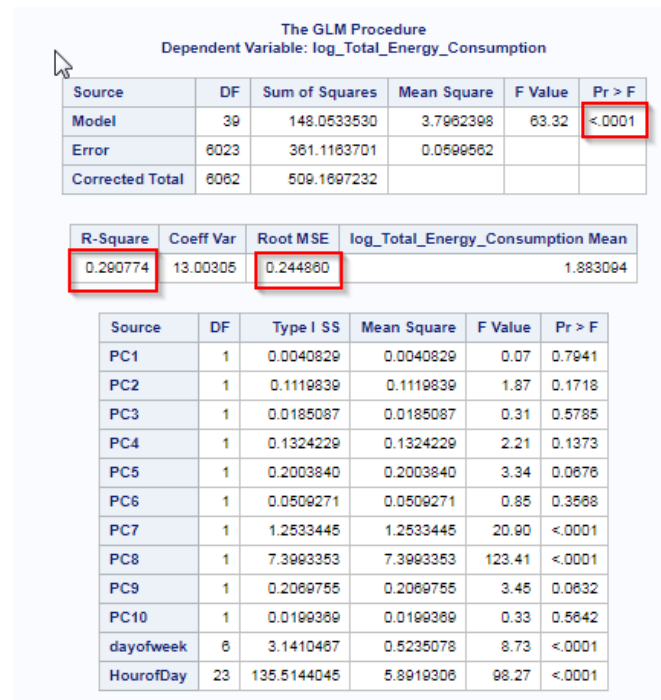 The GLM Procedure
Dependent Variable: log_Total_Energy_Consumption
Source DF Sum of Squares Mean Square F Value Pr > F
Model 39 148.0533530 3.7962398 63.32 <.0001
Error 6023 361.1163701 0.0599562
Corrected Total 6062 509.1697232
R-Square Coeff Var Root MSE log_Total_Energy_Consumption Mean
0.290774 13.00305 0.244860 1.883094
Source DF Type I SS Mean Square F Value Pr > F
PC1 1 0.0040829 0.0040829 0.07 0.7941
PC2 1 0.1119839 0.1119839 1.87 0.1718
PC3 1 0.0185087 0.0185087 0.31 0.5785
PC4 1 0.1324229 0.1324229 2.21 0.1373
PC5 1 0.2003840 0.2003840 3.34 0.0676
PC6 1 0.0509271 0.0509271 0.85 0.3568
PC7 1 1.2533445 1.2533445 20.90 <.0001
PC8 1 7.3993353 7.3993353 123.41 <.0001
PC9 1 0.2069755 0.2069755 3.45 0.0632
PC10 1 0.0199369 0.0199369 0.33 0.5642
dayofweek 6 3.1410467 0.5235078 8.73 <.0001
HourofDay 23 135.5144045 5.8919306 98.27 <.0001